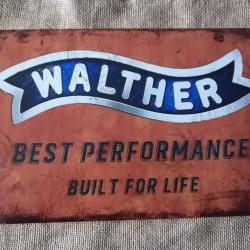 WALTHER
BEST PERFORMANCE
BUILT FOR LIFE